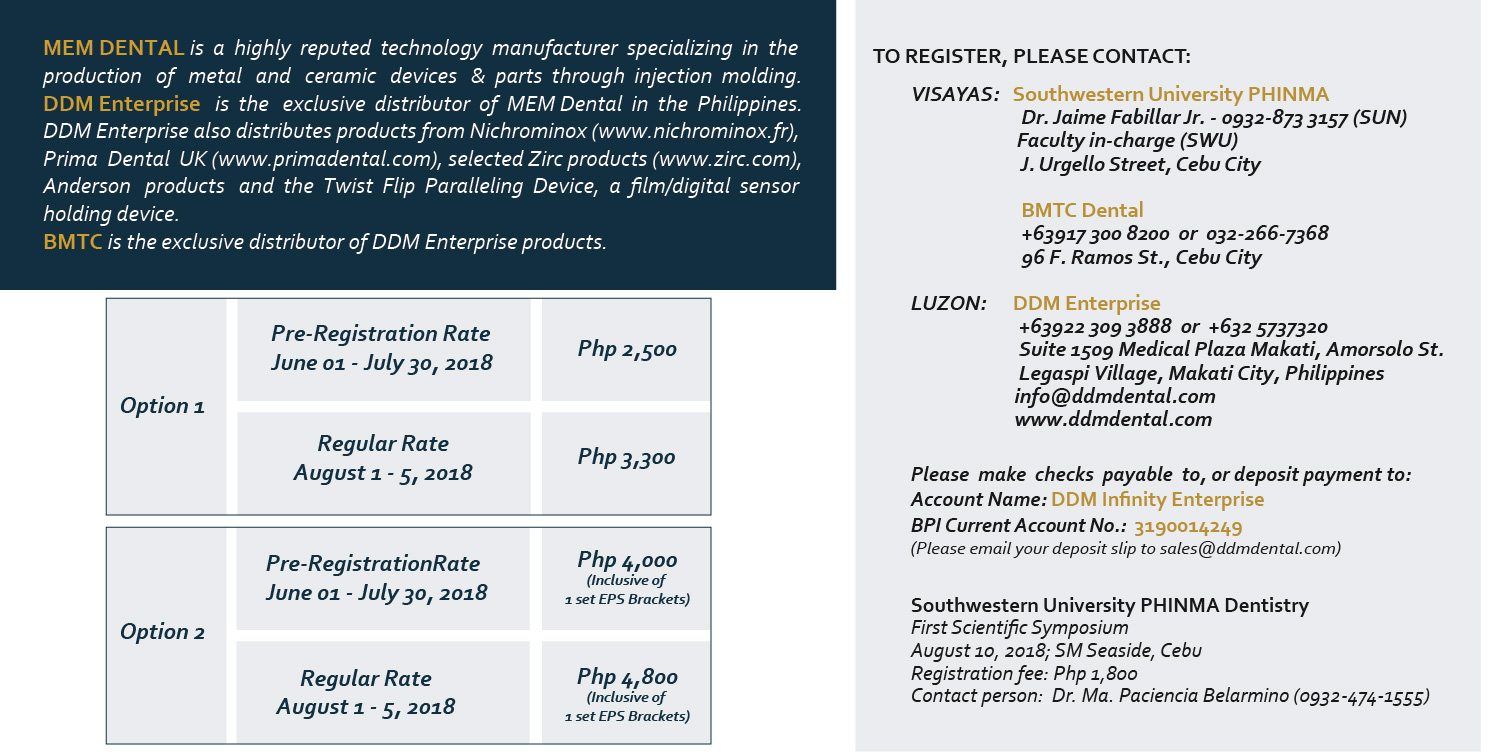 MEM DENTAL is a highly reputed technology manufacturer specializing in the
production of metal and ceramic devices & parts through injection molding.
DDM Enterprise is the exclusive distributor of MEM Dental in the Philippines.
DDM Enterprise also distributes products from Nichrominox (www.nichrominox.fr),
Prima Dental UK (www.primadental.com), selected Zirc products (www.zirc.com),
Anderson products and the Twist Flip Paralleling Device, a film/digital sensor
holding device.
BMTC is the exclusive distributor of DDM Enterprise products.
Option 1
Pre-Registration Rate
June 01 - July 30, 2018
Php 2,500
Regular Rate
August 1 - 5, 2018
Php 3,300
Option 2
Pre-RegistrationRate
June 01 - July 30, 2018
Php 4,000
(Inclusive of
1 set EPS Brackets)
Regular Rate
August 1 - 5, 2018
Php 4,800
(Inclusive of
1 set EPS Brackets)
TO REGISTER, PLEASE CONTACT:
VISAYAS: Southwestern University PHINMA
Dr. Jaime Fabillar Jr. - 0932-873 3157 (SUN)
Faculty in-charge (SWU)
J. Urgello Street, Cebu City
BMTC Dental
+63917 300 8200 or 032-266-7368
96 F. Ramos St., Cebu City
LUZON: DDM Enterprise
+63922 309 3888 or +632 5737320
Suite 1509 Medical Plaza Makati, Amorsolo St.
Legaspi Village, Makati City, Philippines
info@ddmdental.com
www.ddmdental.com
Please make checks payable to, or deposit payment to:
Account Name: DDM Infinity Enterprise
BPI Current Account No.: 3190014249
(Please email your deposit slip to sales@ddmdental.com)
Southwestern University PHINMA Dentistry
First Scientific Symposium
August 10, 2018; SM Seaside, Cebu
Registration fee: Php 1,800
Contact person: Dr. Ma. Paciencia Belarmino (0932-474-1555)